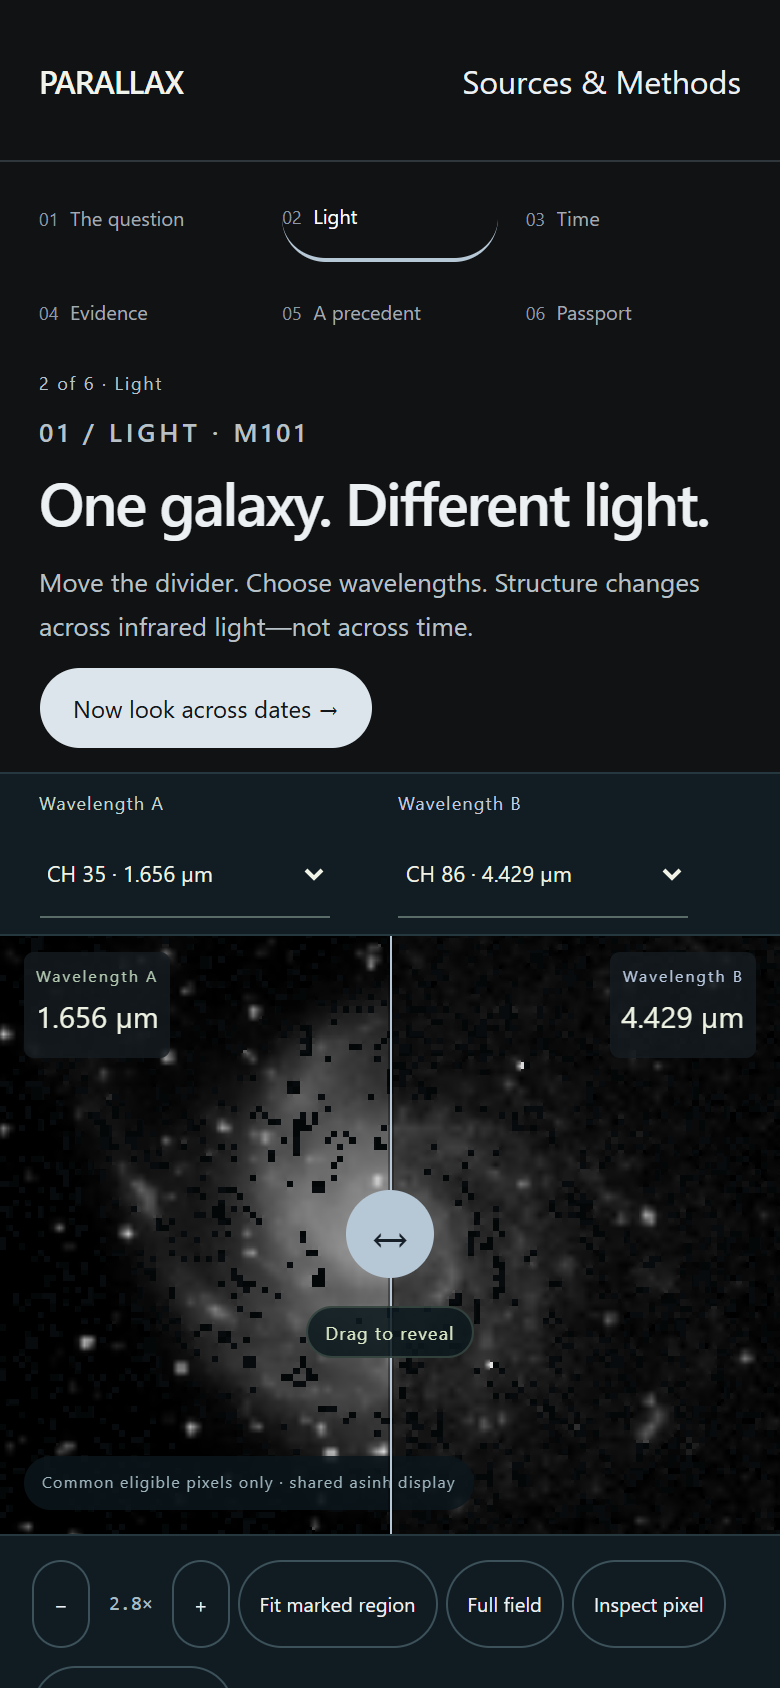 PARALLAX
Sources & Methods
01 The question
02 Light
03 Time
04 Evidence
05 A precedent
06 Passport
2 of 6 · Light
01 / LIGHT · M101
One galaxy. Different light.
Move the divider. Choose wavelengths. Structure changes
across infrared light—not across time.
Now look across dates →
Wavelength A
Wavelength B
CH 35 · 1.656 µm
CH 86 · 4.429 µm
Wavelength A
1.656 µm
Wavelength B
4.429 µm
Drag to reveal
Common eligible pixels only · shared asinh display
−
2.8×
+
Fit marked region
Full field
Inspect pixel